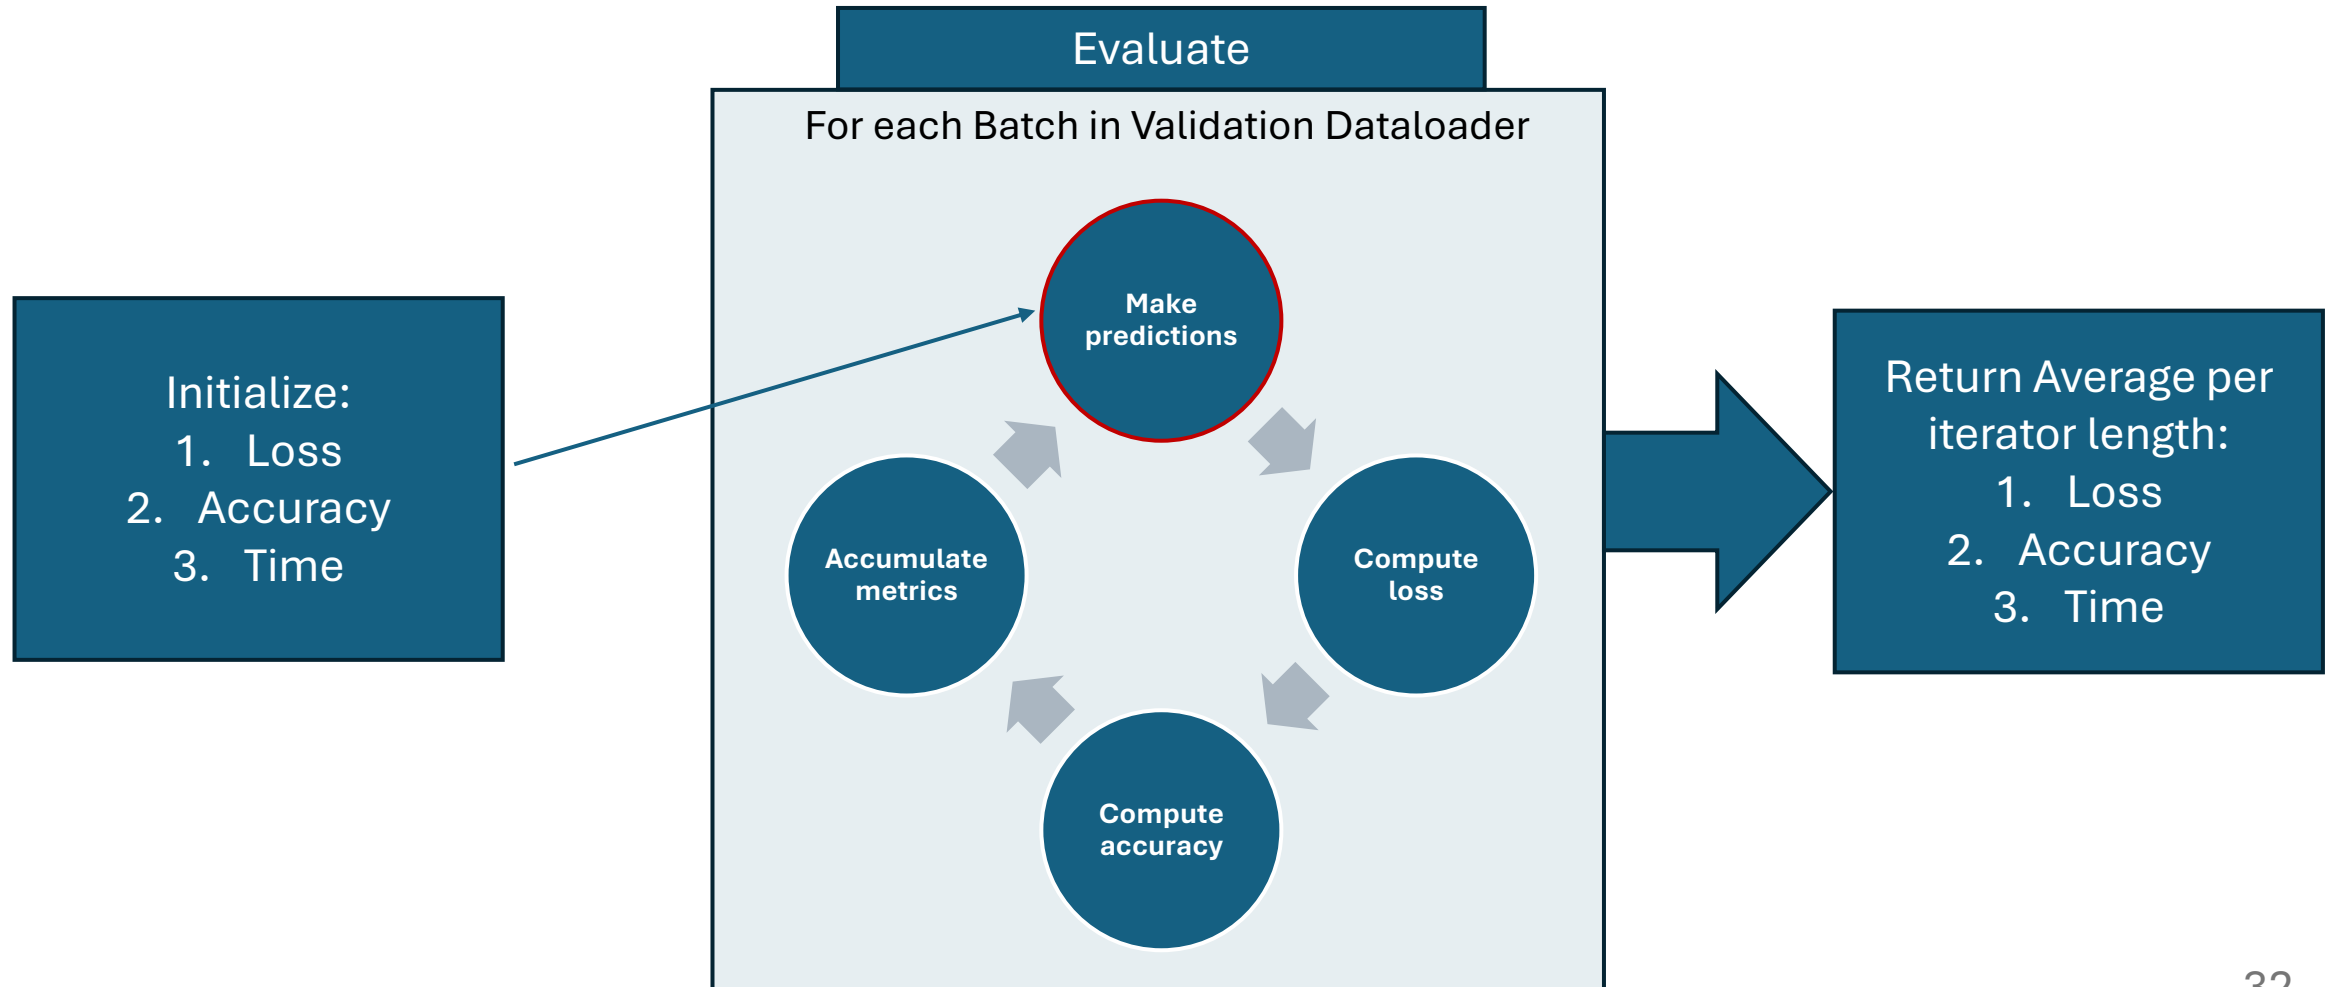 Evaluate
For each Batch in Validation Dataloader
Initialize:
1. Loss
2. Accuracy
3. Time
Make
predictions
Compute
loss
Compute
accuracy
Accumulate
metrics
Return Average per
iterator length:
1. Loss
2. Accuracy
3. Time
32